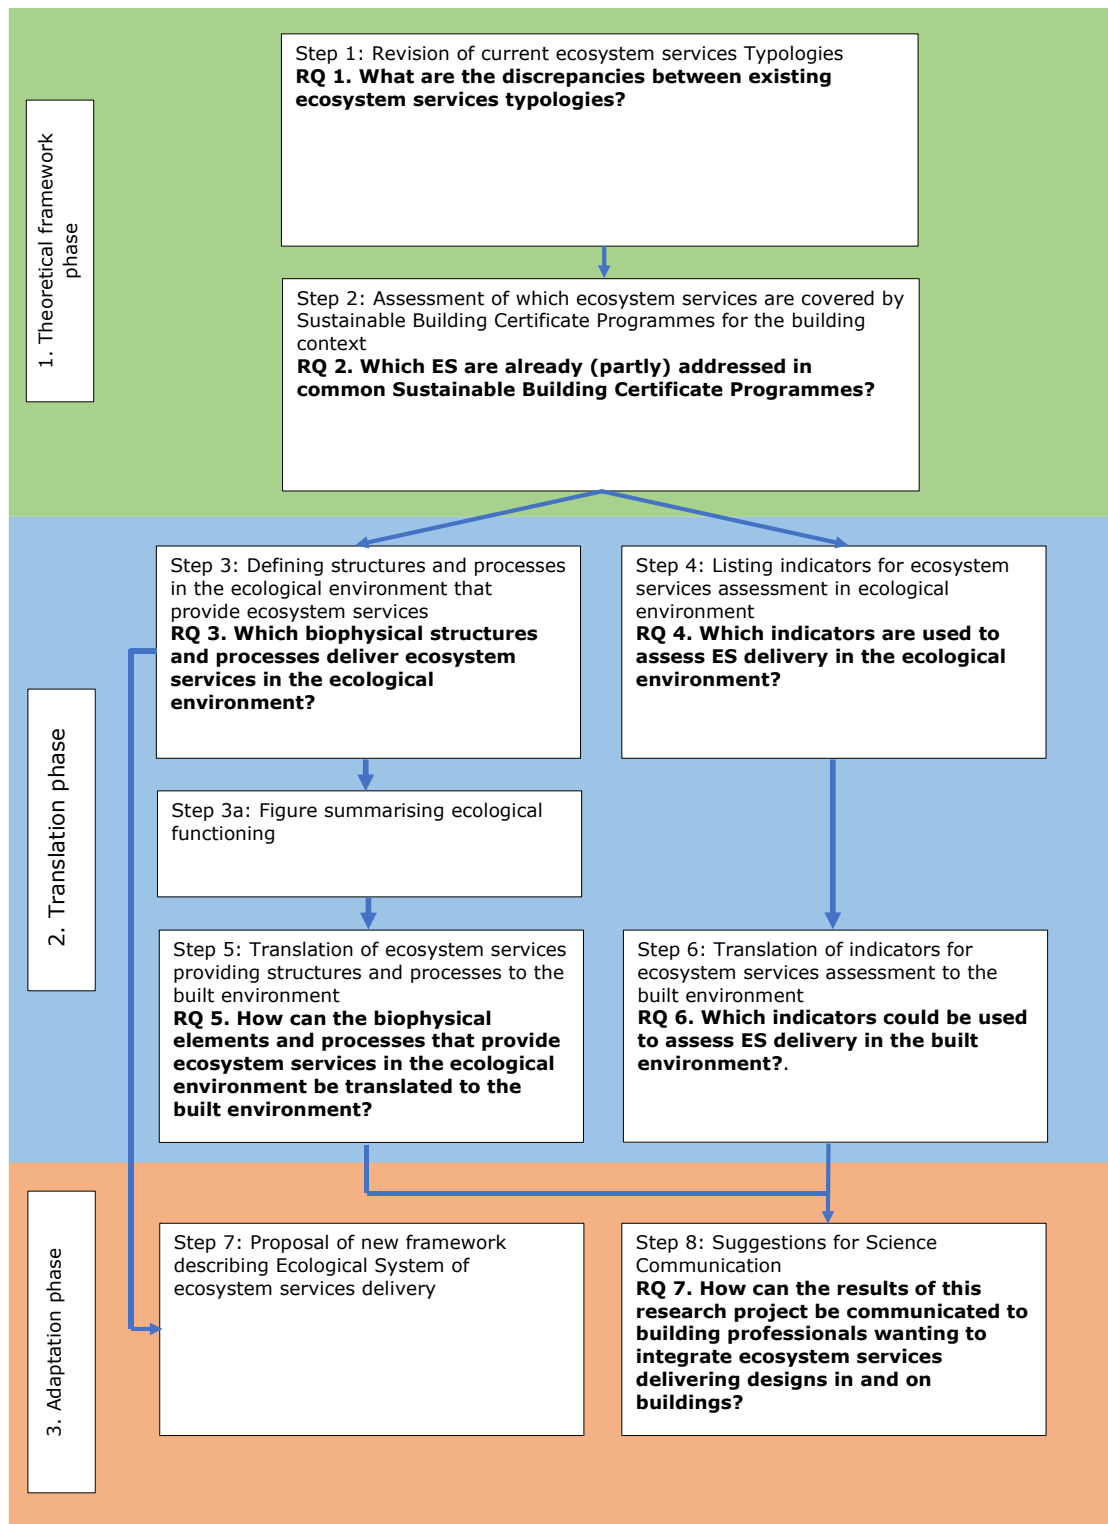 1. Theoretical framework
phase
Step 1: Revision of current ecosystem services Typologies
RQ 1. What are the discrepancies between existing
ecosystem services typologies?
Step 2: Assessment of which ecosystem services are covered by
Sustainable Building Certificate Programmes for the building
context
RQ 2. Which ES are already (partly) addressed in
common Sustainable Building Certificate Programmes?
2. Translation phase
Step 3: Defining structures and processes
in the ecological environment that
provide ecosystem services
RQ 3. Which biophysical structures
and processes deliver ecosystem
services in the ecological
environment?
Step 4: Listing indicators for ecosystem
services assessment in ecological
environment
RQ 4. Which indicators are used to
assess ES delivery in the ecological
environment?
Step 3a: Figure summarising ecological
functioning
Step 5: Translation of ecosystem services
providing structures and processes to the
built environment
RQ 5. How can the biophysical
elements and processes that provide
ecosystem services in the ecological
environment be translated to the
built environment?
Step 6: Translation of indicators for
ecosystem services assessment to the
built environment
RQ 6. Which indicators could be used
to assess ES delivery in the built
environment?.
3. Adaptation phase
Step 7: Proposal of new framework
describing Ecological System of
ecosystem services delivery
Step 8: Suggestions for Science
Communication
RQ 7. How can the results of this
research project be communicated to
building professionals wanting to
integrate ecosystem services
delivering designs in and on
buildings?